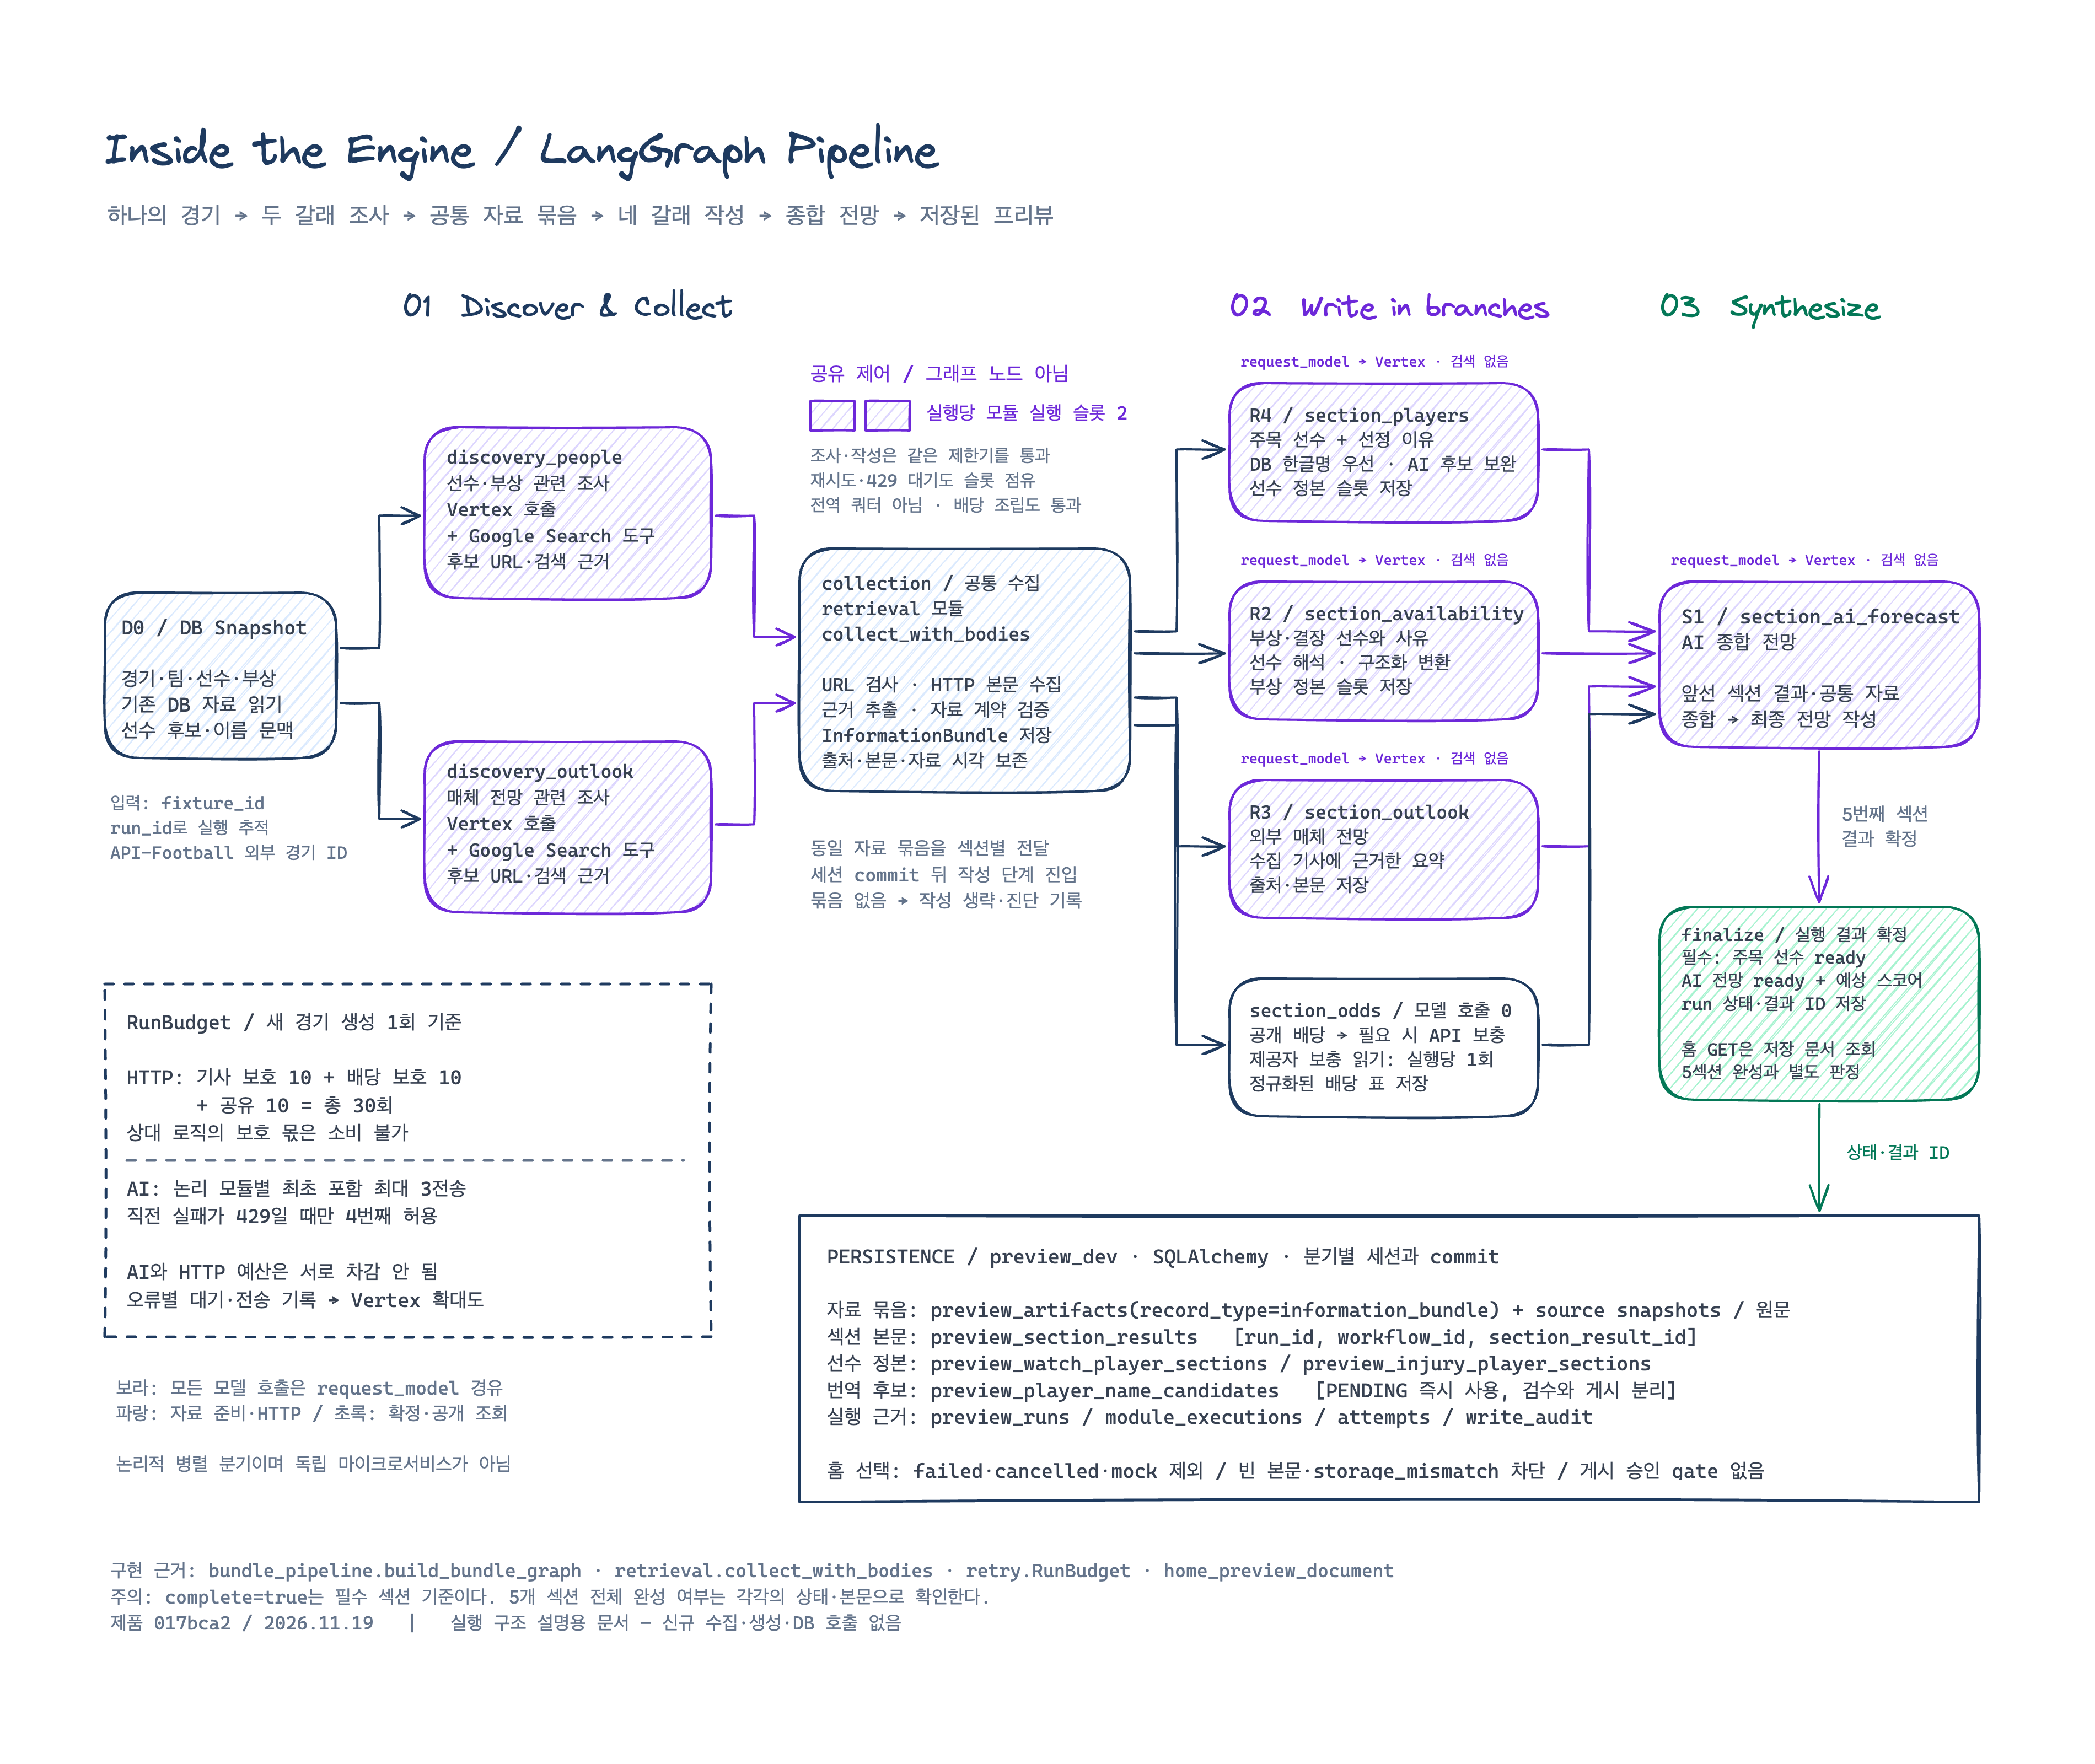 Inside the Engine / LangGraph Pipeline
하나의 경기 → 두 갈래 조사 → 공통 자료 묶음 → 네 갈래 작성 → 종합 전망 → 저장된 프리뷰
01 Discover & Collect
D0 / DB Snapshot
경기·팀·선수·부상
기존 DB 자료 읽기
선수 후보·이름 문맥
입력: fixture_id
run_id로 실행 추적
API-Football 외부 경기 ID
discovery_people
선수·부상 관련 조사
Vertex 호출
+ Google Search 도구
후보 URL·검색 근거
discovery_outlook
매체 전망 관련 조사
Vertex 호출
+ Google Search 도구
후보 URL·검색 근거
공유 제어 / 그래프 노드 아님
실행당 모듈 실행 슬롯 2
조사·작성은 같은 제한기를 통과
재시도·429 대기도 슬롯 점유
전역 쿼터 아님 · 배당 조립도 통과
collection / 공통 수집
retrieval 모듈
collect_with_bodies
URL 검사 · HTTP 본문 수집
근거 추출 · 자료 계약 검증
InformationBundle 저장
출처·본문·자료 시각 보존
동일 자료 묶음을 섹션별 전달
세션 commit 뒤 작성 단계 진입
묶음 없음 → 작성 생략·진단 기록
02 Write in branches
request_model → Vertex · 검색 없음
R4 / section_players
주목 선수 + 선정 이유
DB 한글명 우선 · AI 후보 보완
선수 정본 슬롯 저장
request_model → Vertex · 검색 없음
R2 / section_availability
부상·결장 선수와 사유
선수 해석 · 구조화 변환
부상 정본 슬롯 저장
request_model → Vertex · 검색 없음
R3 / section_outlook
외부 매체 전망
수집 기사에 근거한 요약
출처·본문 저장
section_odds / 모델 호출 0
공개 배당 → 필요 시 API 보충
제공자 보충 읽기: 실행당 1회
정규화된 배당 표 저장
03 Synthesize
request_model → Vertex · 검색 없음
S1 / section_ai_forecast
AI 종합 전망
앞선 섹션 결과·공통 자료
종합 → 최종 전망 작성
5번째 섹션
결과 확정
finalize / 실행 결과 확정
필수: 주목 선수 ready
AI 전망 ready + 예상 스코어
run 상태·결과 ID 저장
홈 GET은 저장 문서 조회
5섹션 완성과 별도 판정
상태·결과 ID
RunBudget / 새 경기 생성 1회 기준
HTTP: 기사 보호 10 + 배당 보호 10
+ 공유 10 = 총 30회
상대 로직의 보호 몫은 소비 불가
AI: 논리 모듈별 최초 포함 최대 3전송
직전 실패가 429일 때만 4번째 허용
AI와 HTTP 예산은 서로 차감 안 됨
오류별 대기·전송 기록 → Vertex 확대도
보라: 모든 모델 호출은 request_model 경유
파랑: 자료 준비·HTTP / 초록: 확정·공개 조회
논리적 병렬 분기이며 독립 마이크로서비스가 아님
PERSISTENCE / preview_dev · SQLAlchemy · 분기별 세션과 commit
자료 묶음: preview_artifacts(record_type=information_bundle) + source snapshots / 원문
섹션 본문: preview_section_results [run_id, workflow_id, section_result_id]
선수 정본: preview_watch_player_sections / preview_injury_player_sections
번역 후보: preview_player_name_candidates [PENDING 즉시 사용, 검수와 게시 분리]
실행 근거: preview_runs / module_executions / attempts / write_audit
홈 선택: failed·cancelled·mock 제외 / 빈 본문·storage_mismatch 차단 / 게시 승인 gate 없음
구현 근거: bundle_pipeline.build_bundle_graph · retrieval.collect_with_bodies · retry.RunBudget · home_preview_document
주의: complete=true는 필수 섹션 기준이다. 5개 섹션 전체 완성 여부는 각각의 상태·본문으로 확인한다.
제품 017bca2 / 2026.11.19 | 실행 구조 설명용 문서 — 신규 수집·생성·DB 호출 없음